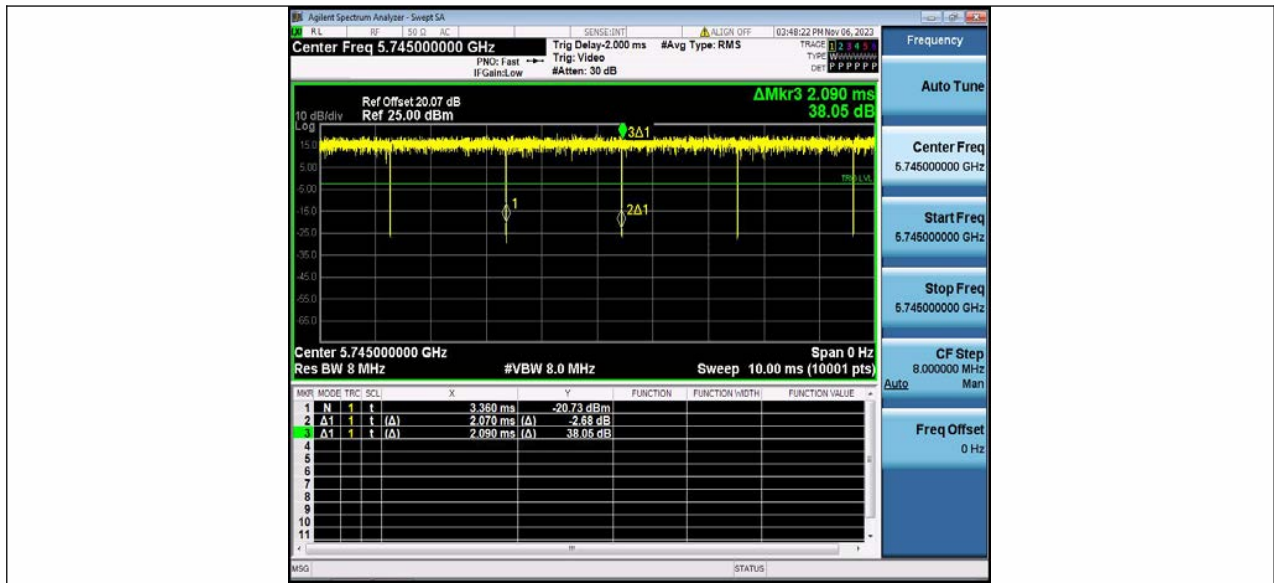 Agilent Spectrum Analyzer - Swept SA
RL RF 50 Ω AC SENSE:INT ALIGN OFF 03:48:22 PM Nov 06, 2023
Center Freq 5.745000000 GHz Trig Delay-2.000 ms #Avg Type: RMS TRACE 1 2 3 4 5 6
PNO: Fast Trig: Video TYPE WWWWWW
IFGain:Low #Atten: 30 dB DET P P P P P P
Frequency
Auto Tune
Center Freq
5.745000000 GHz
Start Freq
5.745000000 GHz
Stop Freq
5.745000000 GHz
CF Step
8.000000 MHz
Auto Man
Freq Offset
0 Hz
Ref Offset 20.07 dB ΔMkr3 2.090 ms
10 dB/div Ref 25.00 dBm 38.05 dB
Log
15.0
5.00
-5.00
-15.0
-25.0
-35.0
-45.0
-55.0
-65.0
3Δ1
TRIG LVL
1
2Δ1
Center 5.745000000 GHz Span 0 Hz
Res BW 8 MHz #VBW 8.0 MHz Sweep 10.00 ms (10001 pts)
MKR MODE TRC SCL X Y FUNCTION FUNCTION WIDTH FUNCTION VALUE
1 N 1 t 3.360 ms -20.73 dBm
2 Δ1 1 t (Δ) 2.070 ms (Δ) -2.68 dB
3 Δ1 1 t (Δ) 2.090 ms (Δ) 38.05 dB
4
5
6
7
8
9
10
11
MSG STATUS